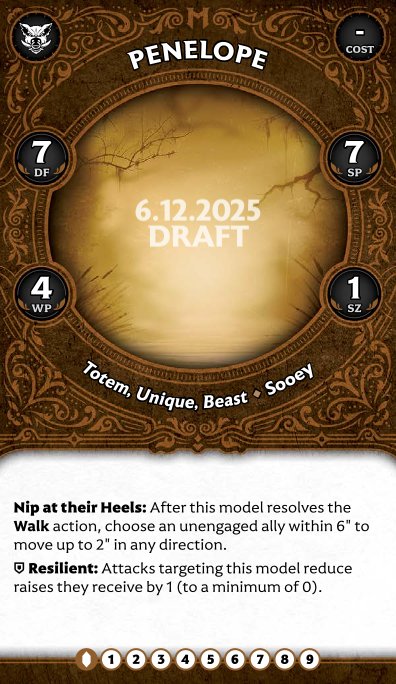 PENELOPE
-
COST
7
DF
7
SP
6.12.2025
DRAFT
4
WP
1
SZ
Totem, Unique, Beast ♦ Sooey
Nip at their Heels: After this model resolves the
Walk action, choose an unengaged ally within 6" to
move up to 2" in any direction.
Resilient: Attacks targeting this model reduce
raises they receive by 1 (to a minimum of 0).
1 2 3 4 5 6 7 8 9